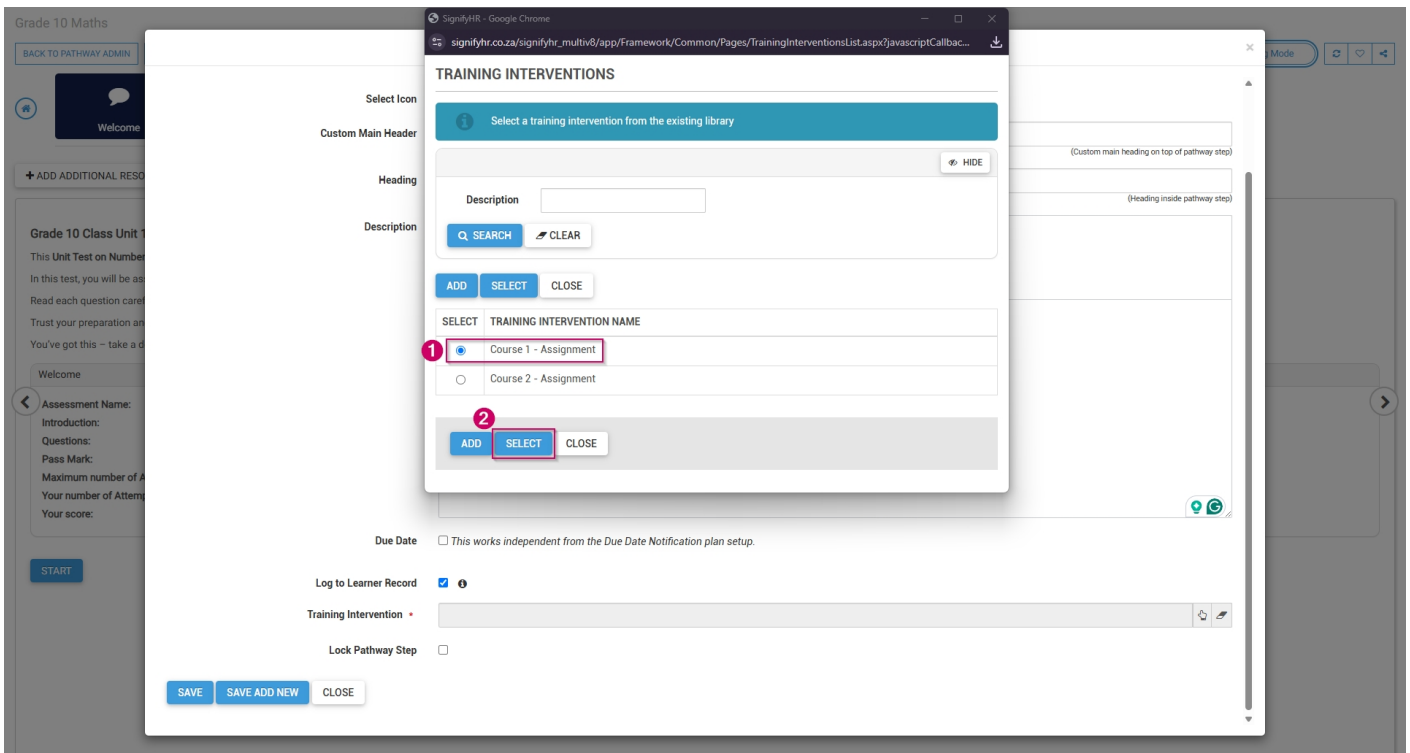 Grade 10 Maths
BACK TO PATHWAY ADMIN
Mode
Welcome
+ ADD ADDITIONAL RESO
Grade 10 Class Unit 1
This Unit Test on Number
In this test, you will be as
Read each question caref
Trust your preparation an
You've got this – take a d
Welcome
Assessment Name:
Introduction:
Questions:
Pass Mark:
Maximum number of A
Your number of Attemp
Your score:
START
Select Icon
Custom Main Header
(Custom main heading on top of pathway step)
Heading
(Heading inside pathway step)
Description
Due Date
This works independent from the Due Date Notification plan setup.
Log to Learner Record
Training Intervention •
Lock Pathway Step
SAVE SAVE ADD NEW CLOSE
SignifyHR - Google Chrome
signifyhr.co.za/signifyhr_multiv8/app/Framework/Common/Pages/TrainingInterventionsList.aspx?javascriptCallbac...
TRAINING INTERVENTIONS
Select a training intervention from the existing library
HIDE
Description
SEARCH CLEAR
ADD SELECT CLOSE
SELECT TRAINING INTERVENTION NAME
1 Course 1 - Assignment
Course 2 - Assignment
2
ADD SELECT CLOSE